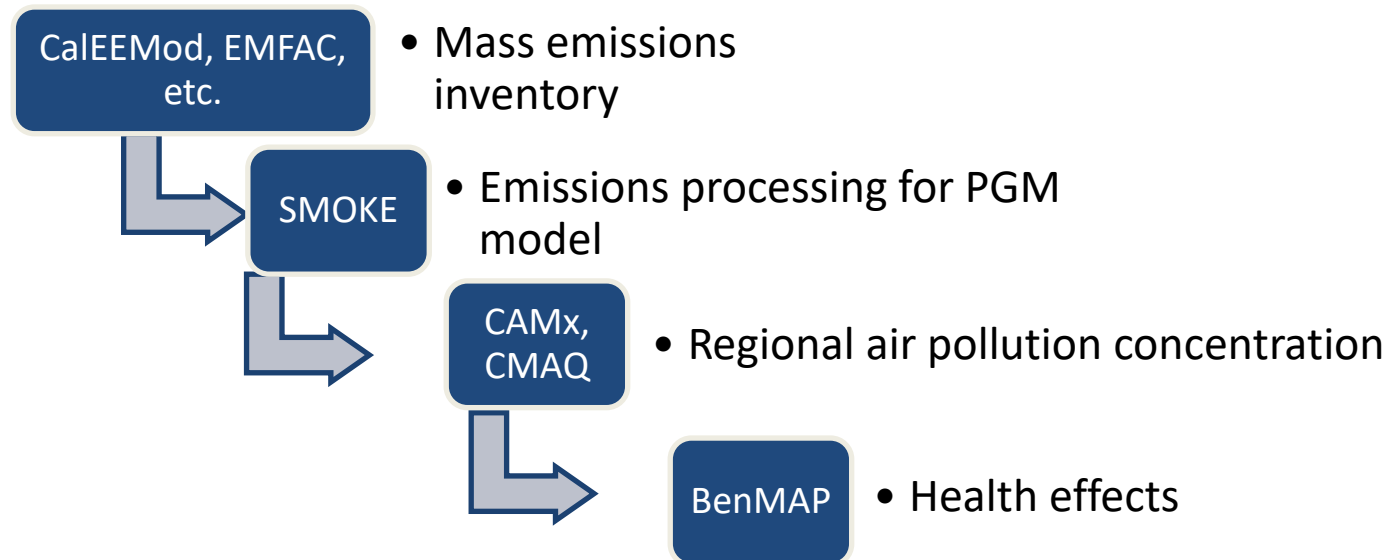 CalEEMod, EMFAC,
etc.
• Mass emissions
inventory
SMOKE
• Emissions processing for PGM
model
CAMx,
CMAQ
• Regional air pollution concentration
BenMAP
• Health effects